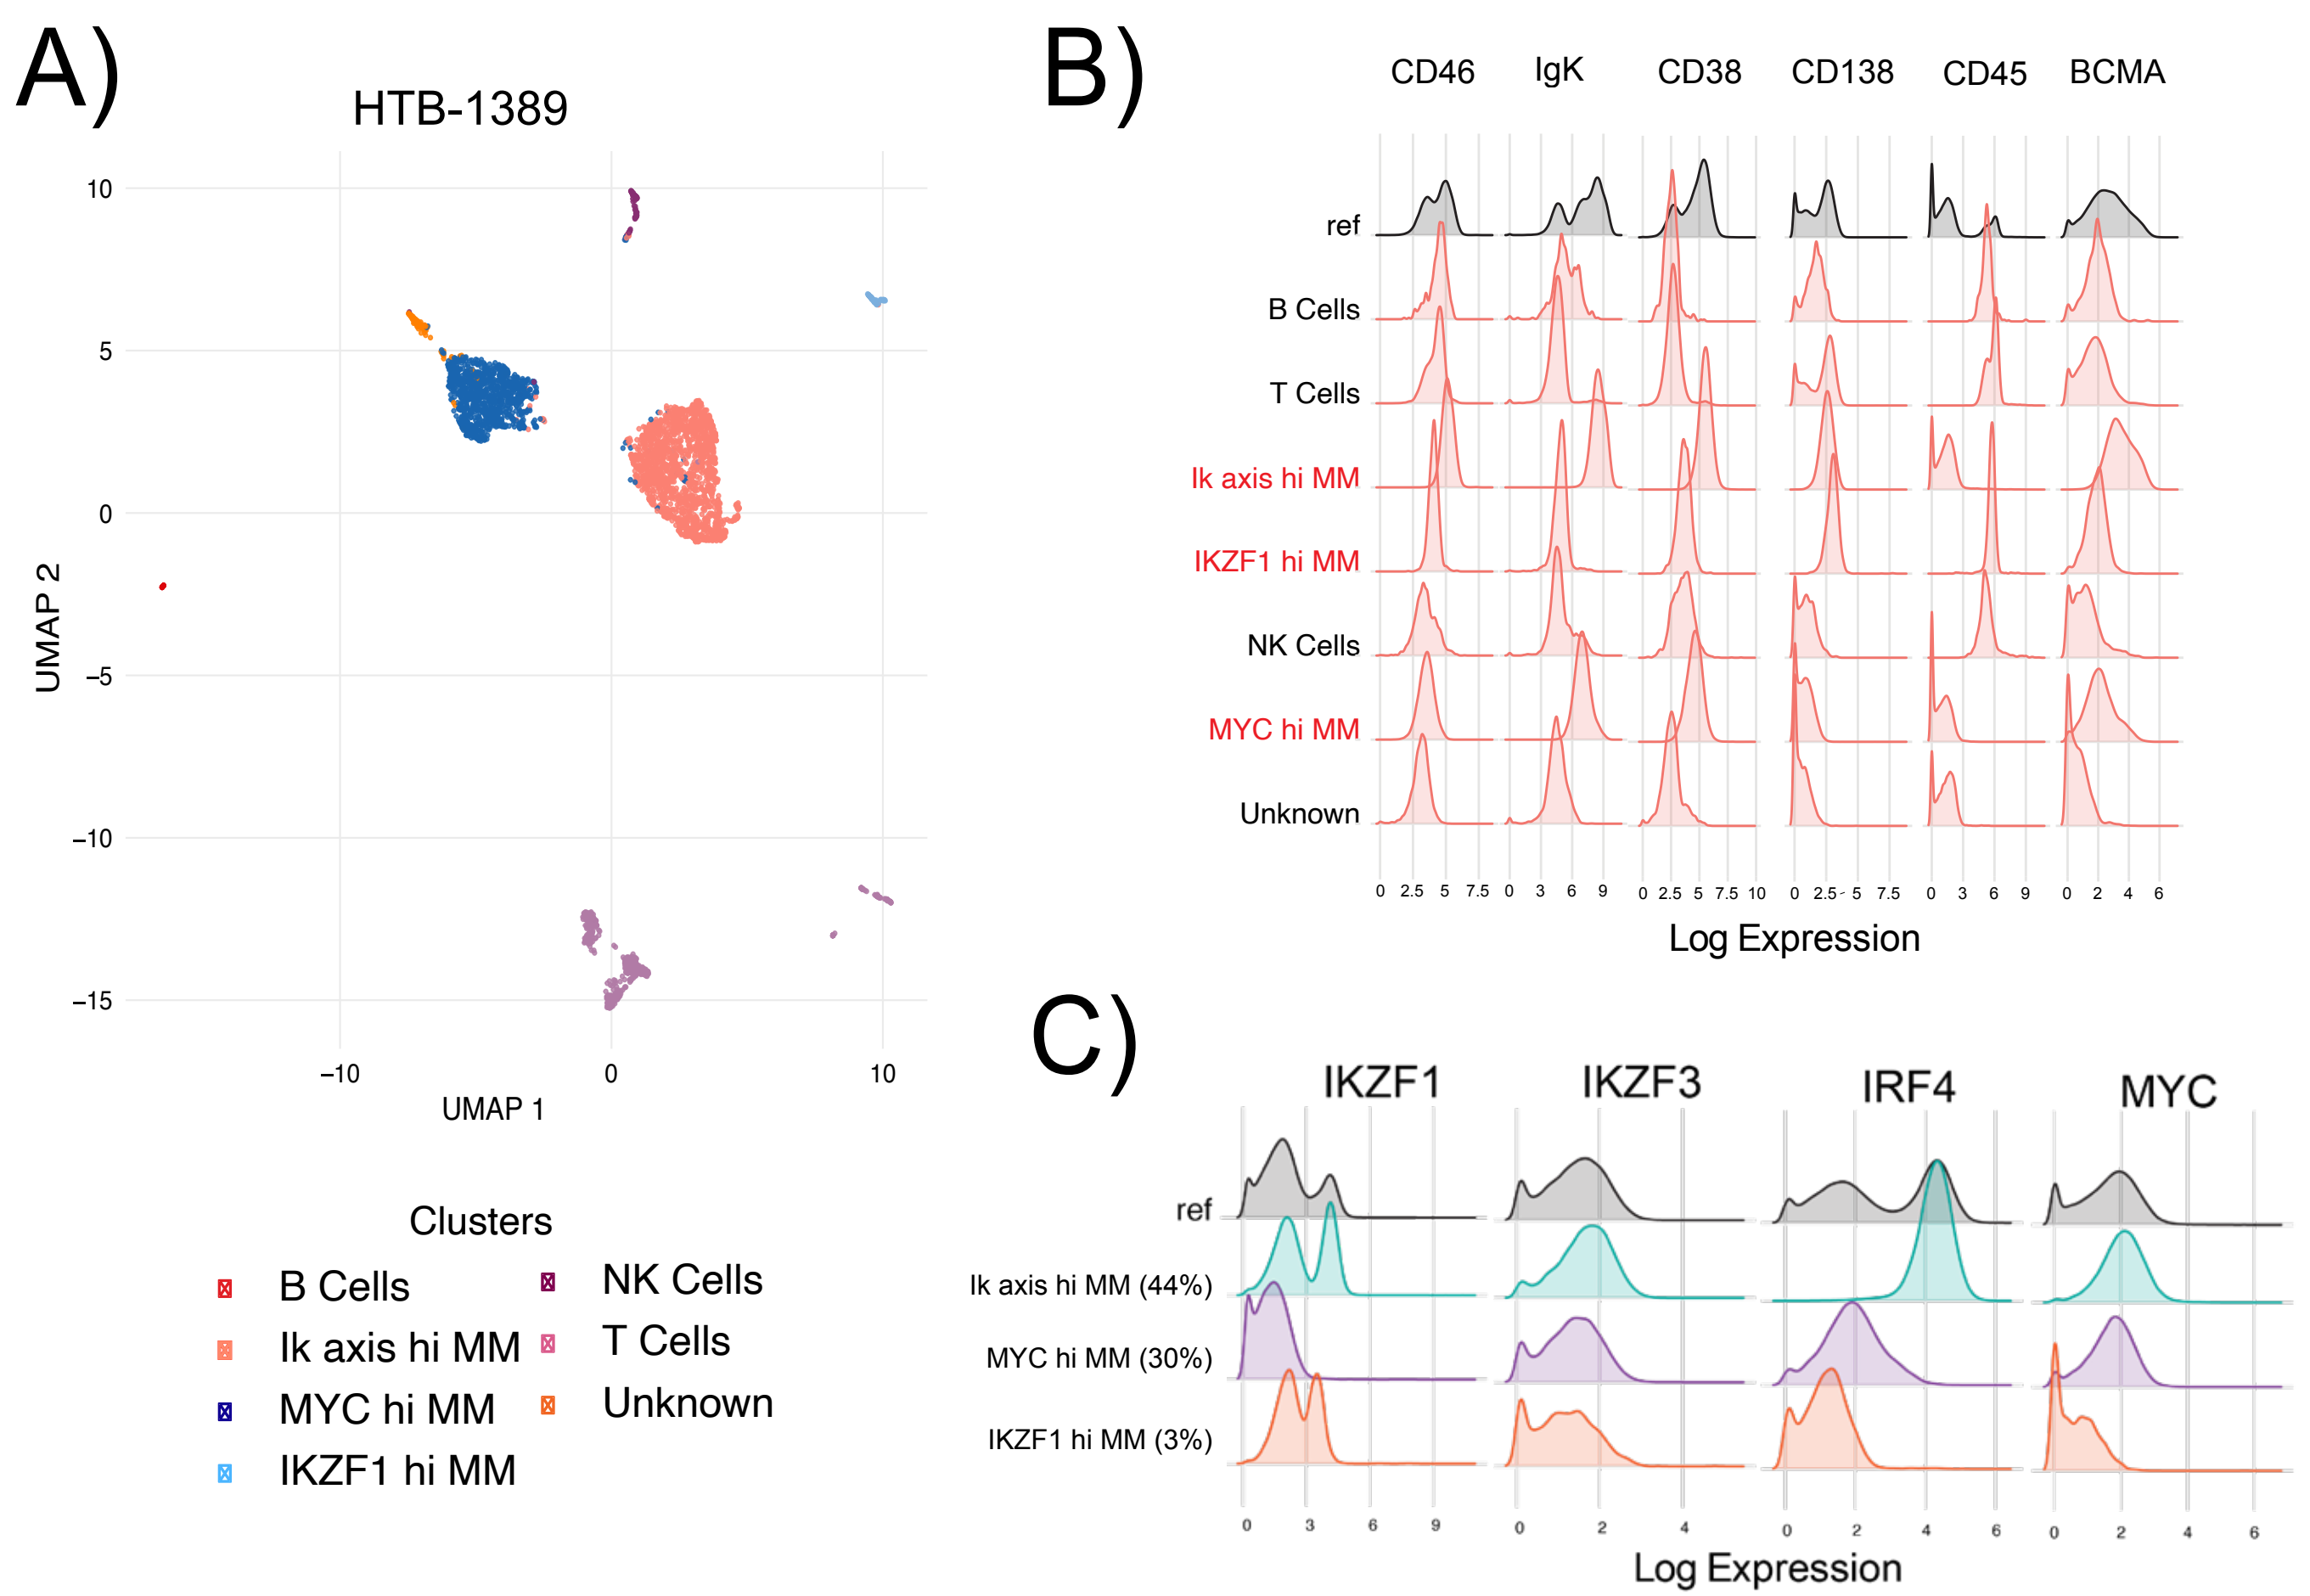 A)
HTB-1389
10
5
0
−5
−10
−15
UMAP 2
−10 0 10
UMAP 1
Clusters
B Cells NK Cells
Ik axis hi MM T Cells
MYC hi MM Unknown
IKZF1 hi MM
B)
CD46 IgK CD38 CD138 CD45 BCMA
ref
B Cells
T Cells
Ik axis hi MM
IKZF1 hi MM
NK Cells
MYC hi MM
Unknown
0 2.5 5 7.5 0 3 6 9 0 2.5 5 7.5 10 0 2.5 5 7.5 0 3 6 9 0 2 4 6
Log Expression
C)
IKZF1 IKZF3 IRF4 MYC
ref
Ik axis hi MM (44%)
MYC hi MM (30%)
IKZF1 hi MM (3%)
0 3 6 9 0 2 4 0 2 4 6 0 2 4 6
Log Expression